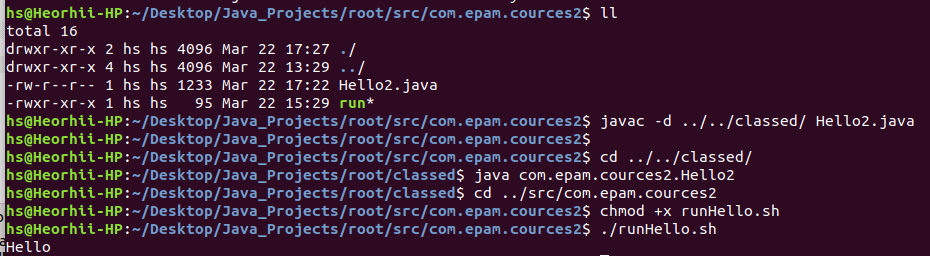 hs@Heorhii-HP:~/Desktop/Java_Projects/root/src/com.epam.cources2$ ll
total 16
drwxr-xr-x 2 hs hs 4096 Mar 22 17:27 ./
drwxr-xr-x 4 hs hs 4096 Mar 22 13:29 ../
-rw-r--r-- 1 hs hs 1233 Mar 22 17:22 Hello2.java
-rwxr-xr-x 1 hs hs   95 Mar 22 15:29 run*
hs@Heorhii-HP:~/Desktop/Java_Projects/root/src/com.epam.cources2$ javac -d ../../classed/ Hello2.java
hs@Heorhii-HP:~/Desktop/Java_Projects/root/src/com.epam.cources2$
hs@Heorhii-HP:~/Desktop/Java_Projects/root/src/com.epam.cources2$ cd ../../classed/
hs@Heorhii-HP:~/Desktop/Java_Projects/root/classed$ java com.epam.cources2.Hello2
hs@Heorhii-HP:~/Desktop/Java_Projects/root/classed$ cd ../src/com.epam.cources2
hs@Heorhii-HP:~/Desktop/Java_Projects/root/src/com.epam.cources2$ chmod +x runHello.sh
hs@Heorhii-HP:~/Desktop/Java_Projects/root/src/com.epam.cources2$ ./runHello.sh
Hello